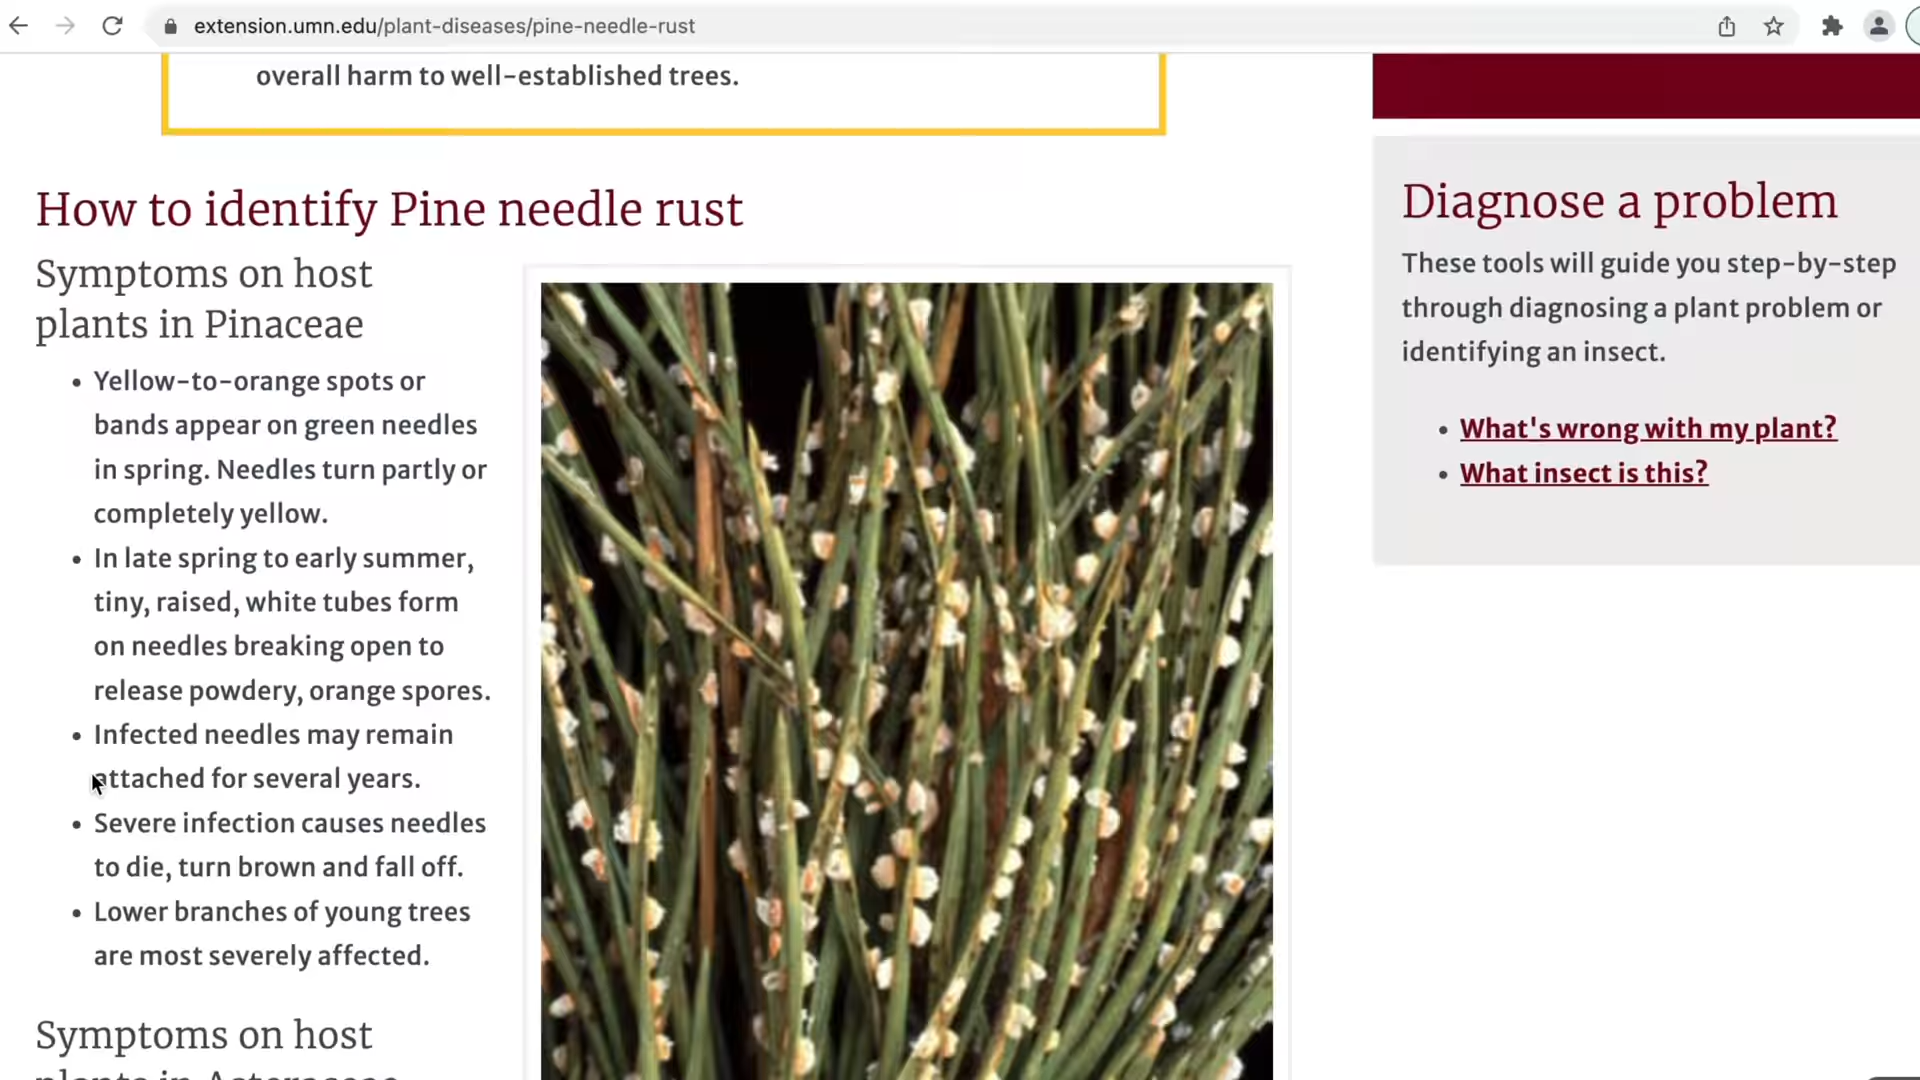 extension.umn.edu/plant-diseases/pine-needle-rust
overall harm to well-established trees.
How to identify Pine needle rust
Symptoms on host
plants in Pinaceae
• Yellow-to-orange spots or
bands appear on green needles
in spring. Needles turn partly or
completely yellow.
• In late spring to early summer,
tiny, raised, white tubes form
on needles breaking open to
release powdery, orange spores.
• Infected needles may remain
attached for several years.
• Severe infection causes needles
to die, turn brown and fall off.
• Lower branches of young trees
are most severely affected.
Symptoms on host
plants in Asteraceae
Diagnose a problem
These tools will guide you step-by-step
through diagnosing a plant problem or
identifying an insect.
• What's wrong with my plant?
• What insect is this?